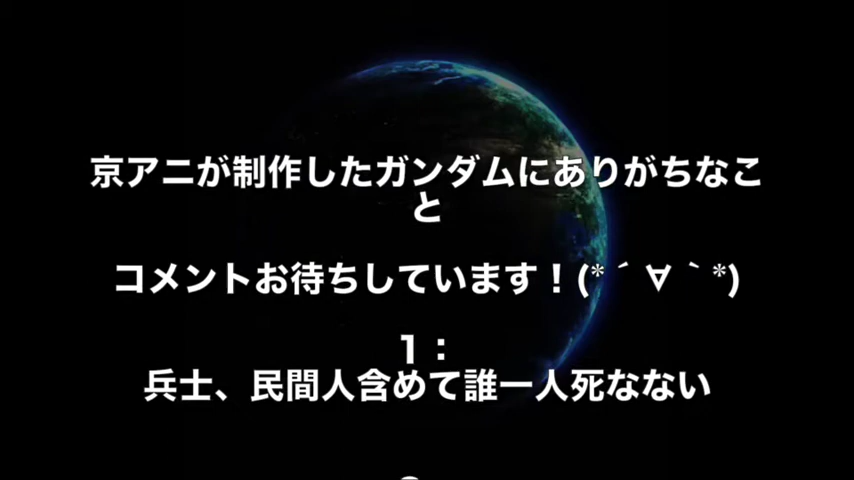 京アニが制作したガンダムにありがちなこ
と
コメントお待ちしています！(*´∀｀*)
1：
兵士、民間人含めて誰一人死なない